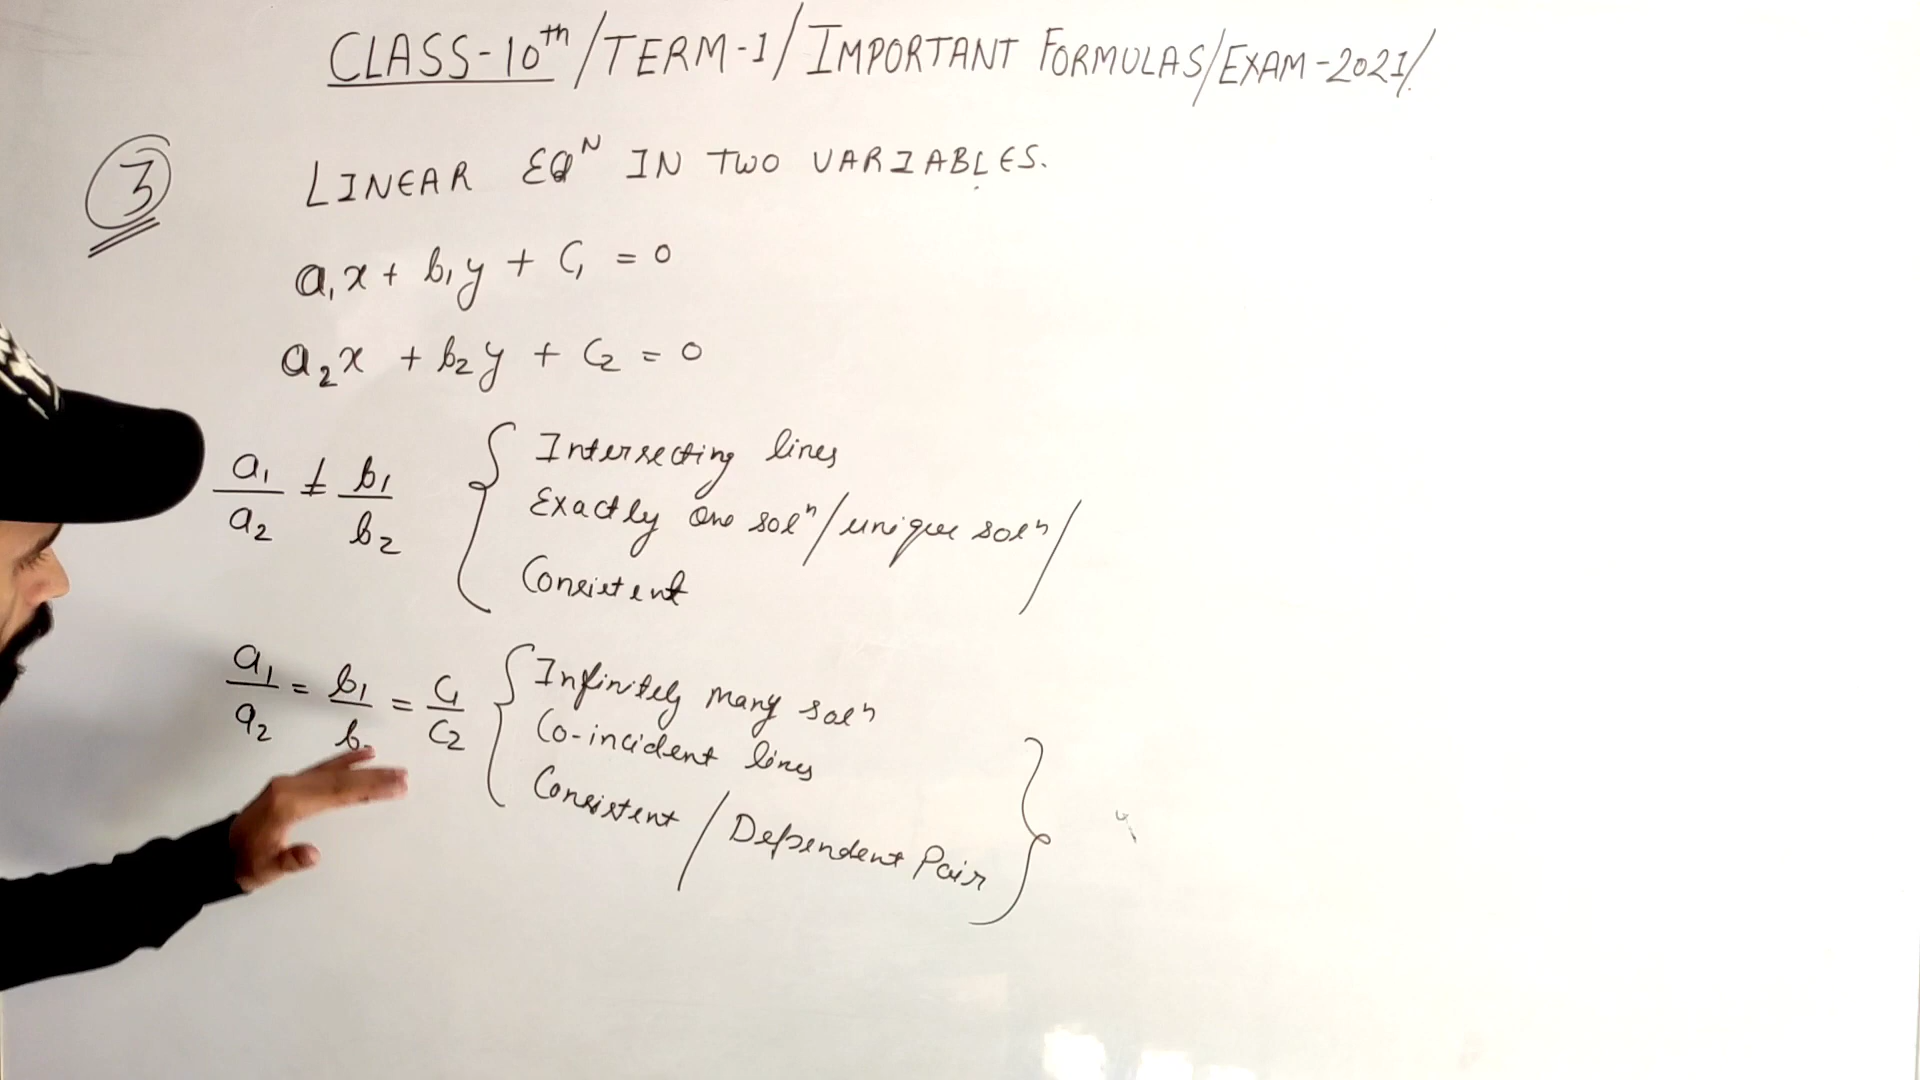 CLASS-10th/TERM-1/IMPORTANT FORMULAS/EXAM-2021/
3
LINEAR EQN IN TWO VARIABLES.
a₁x + b₁y + C₁ = 0
a₂x + b₂y + C₂ = 0
a₁/a₂ ≠ b₁/b₂ { Intersecting lines
Exactly one solⁿ/unique solⁿ/
Consistent
a₁/a₂ = b₁/b = C₁/C₂ { Infinitely many solⁿ
Co-incident lines
Consistent / Dependent Pair }